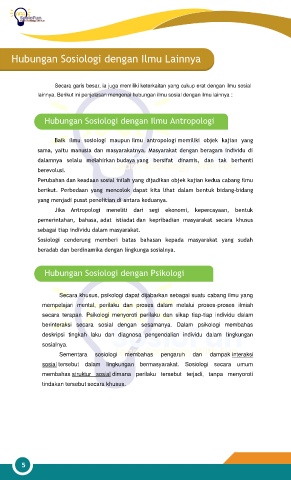 Hubungan Sosiologi dengan Ilmu Lainnya
Secara garis besar, ia juga memiliki keterkaitan yang cukup erat dengan ilmu sosial
lainnya. Berikut ini penjelasan mengenai hubungan ilmu sosial dengan ilmu lainnya :
Hubungan Sosiologi dengan Ilmu Antropologi
Baik ilmu sosiologi maupun ilmu antropologi memiliki objek kajian yang
sama, yaitu manusia dan masyarakatnya. Masyarakat dengan beragam individu di
dalamnya selalu melahirkan budaya yang bersifat dinamis, dan tak berhenti
berevolusi.
Perubahan dan keadaan sosial inilah yang dijadikan objek kajian kedua cabang ilmu
berikut. Perbedaan yang mencolok dapat kita lihat dalam bentuk bidang-bidang
yang menjadi pusat penelitian di antara keduanya.
Jika Antropologi meneliti dari segi ekonomi, kepercayaan, bentuk
pemerintahan, bahasa, adat istiadat dan kepribadian masyarakat secara khusus
sebagai tiap individu dalam masyarakat.
Sosiologi cenderung memberi batas bahasan kepada masyarakat yang sudah
beradab dan berdinamika dengan lingkungan sosialnya.
Hubungan Sosiologi dengan Psikologi
Secara khusus, psikologi dapat dijabarkan sebagai suatu cabang ilmu yang
mempelajari mental, perilaku dan proses dalam melalui proses-proses ilmiah
secara terapan. Psikologi menyoroti perilaku dan sikap tiap-tiap individu dalam
berinteraksi secara sosial dengan sesamanya. Dalam psikologi membahas
deskripsi tingkah laku dan diagnosa pengendalian individu dalam lingkungan
sosialnya.
Sementara sosiologi membahas pengaruh dan dampak interaksi
sosial tersebut dalam lingkungan bermasyarakat. Sosiologi secara umum
membahas struktur sosial dimana perilaku tersebut terjadi, tanpa menyoroti
tindakan tersebut secara khusus.
5